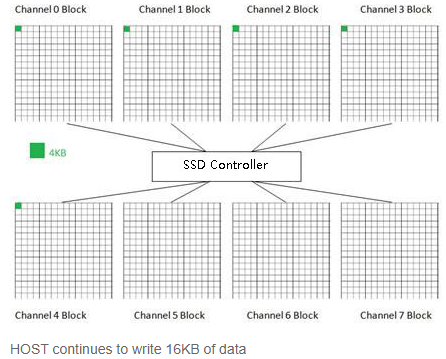 Channel 0 Block Channel 1 Block Channel 2 Block Channel 3 Block
4KB
SSD Controller
Channel 4 Block Channel 5 Block Channel 6 Block Channel 7 Block
HOST continues to write 16KB of data